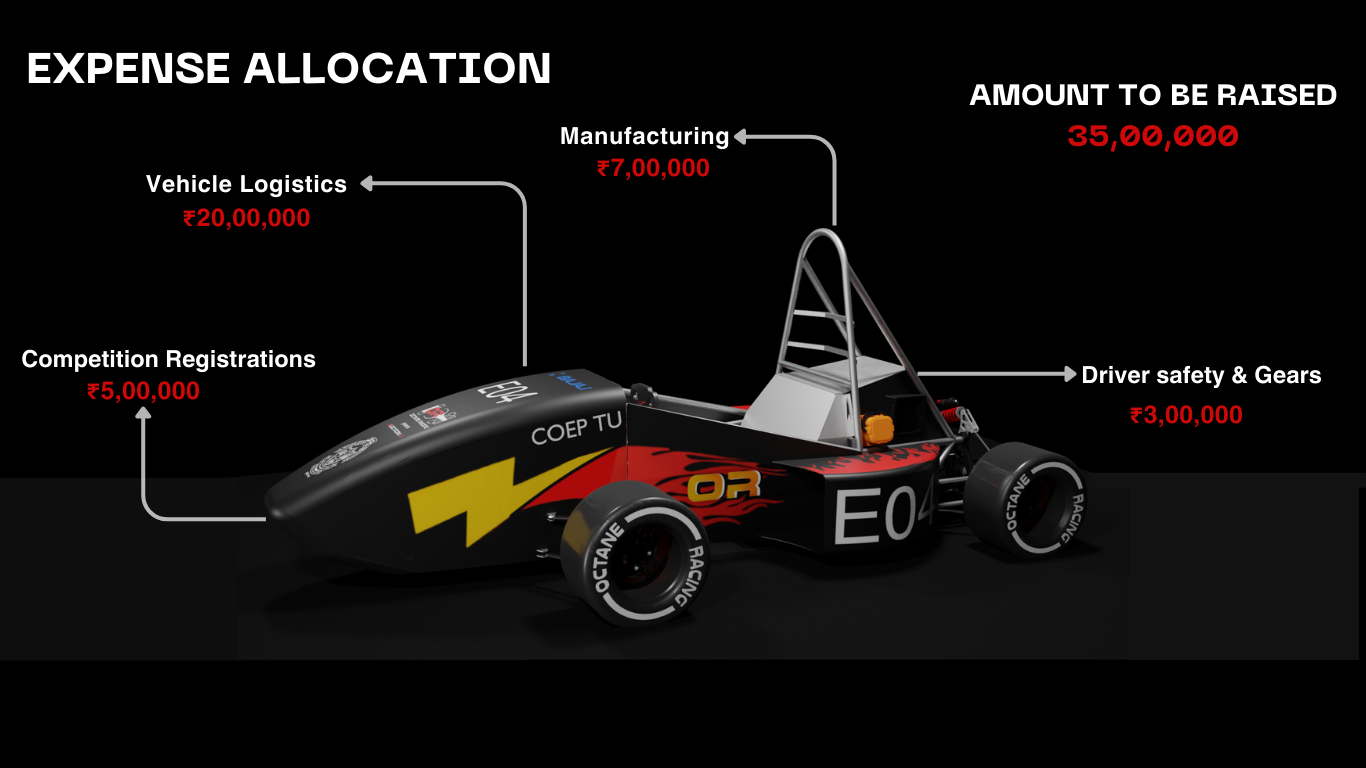 EXPENSE ALLOCATION
AMOUNT TO BE RAISED
35,00,000
Manufacturing
₹7,00,000
Vehicle Logistics
₹20,00,000
Competition Registrations
₹5,00,000
Driver safety & Gears
₹3,00,000
BAJAJ
E04
COEP TU
OR
E04
OCTANE RACING
OCTANE RACING